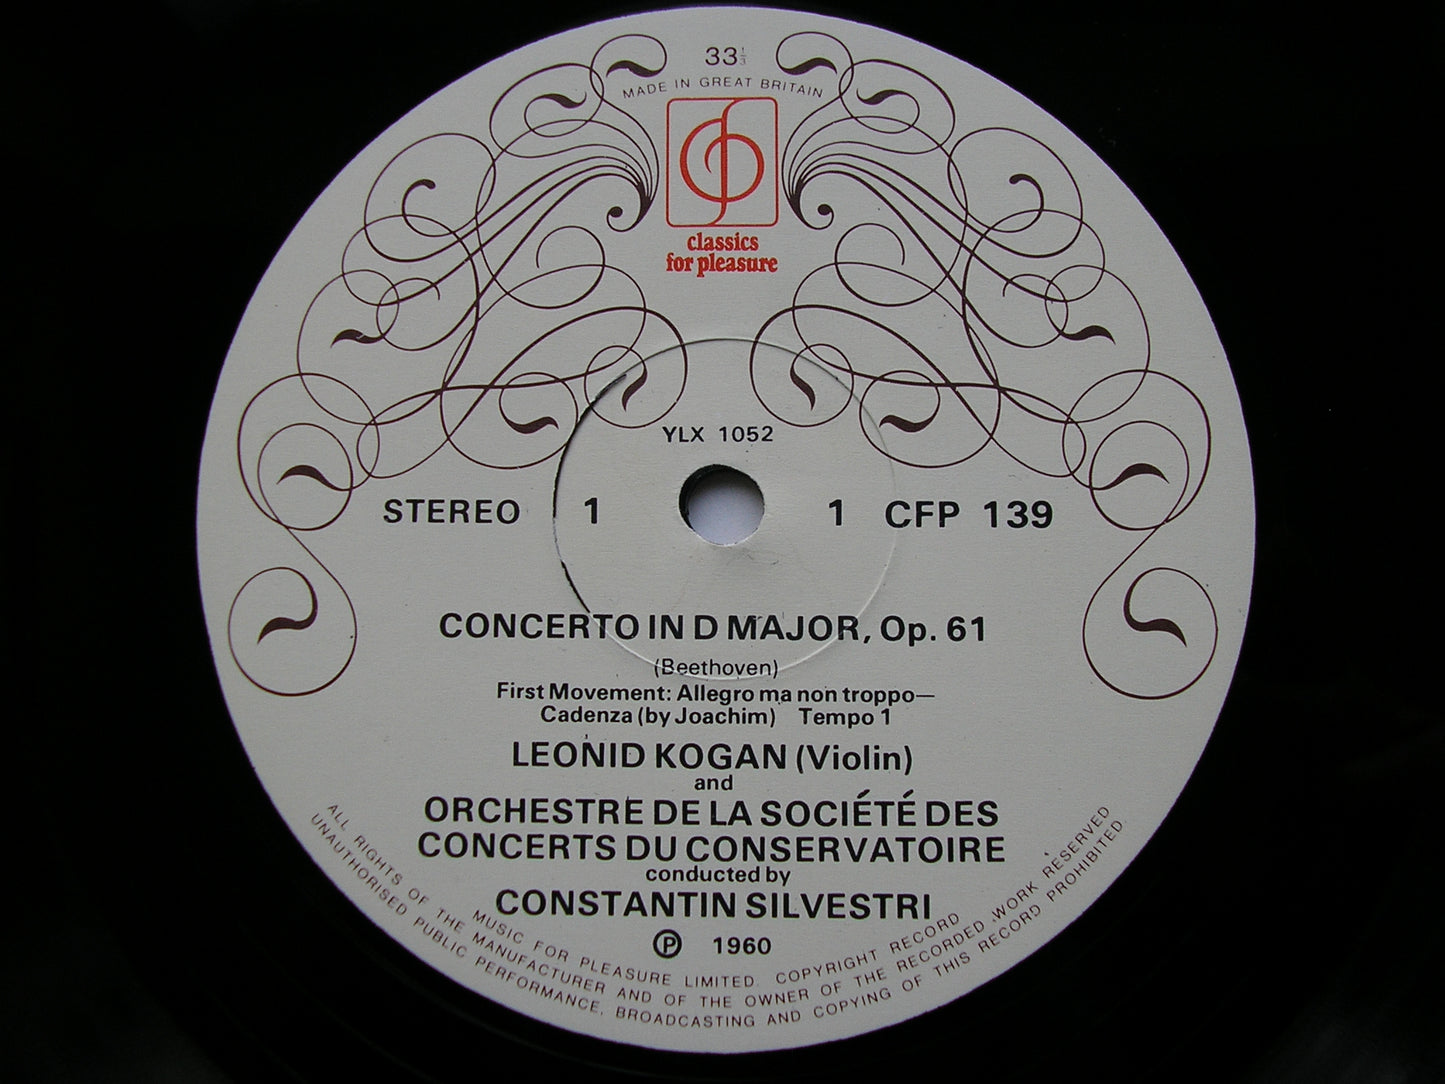 33⅓
MADE IN GREAT BRITAIN
classics
for pleasure
YLX 1052
STEREO 1 1 CFP 139
CONCERTO IN D MAJOR, Op. 61
(Beethoven)
First Movement: Allegro ma non troppo—
Cadenza (by Joachim) Tempo 1
LEONID KOGAN (Violin)
and
ORCHESTRE DE LA SOCIÉTÉ DES
CONCERTS DU CONSERVATOIRE
conducted by
CONSTANTIN SILVESTRI
℗ 1960
MUSIC FOR PLEASURE LIMITED. COPYRIGHT RECORD
ALL RIGHTS OF THE MANUFACTURER AND OF THE OWNER OF THE RECORDED WORK RESERVED
UNAUTHORISED PUBLIC PERFORMANCE, BROADCASTING AND COPYING OF THIS RECORD PROHIBITED.